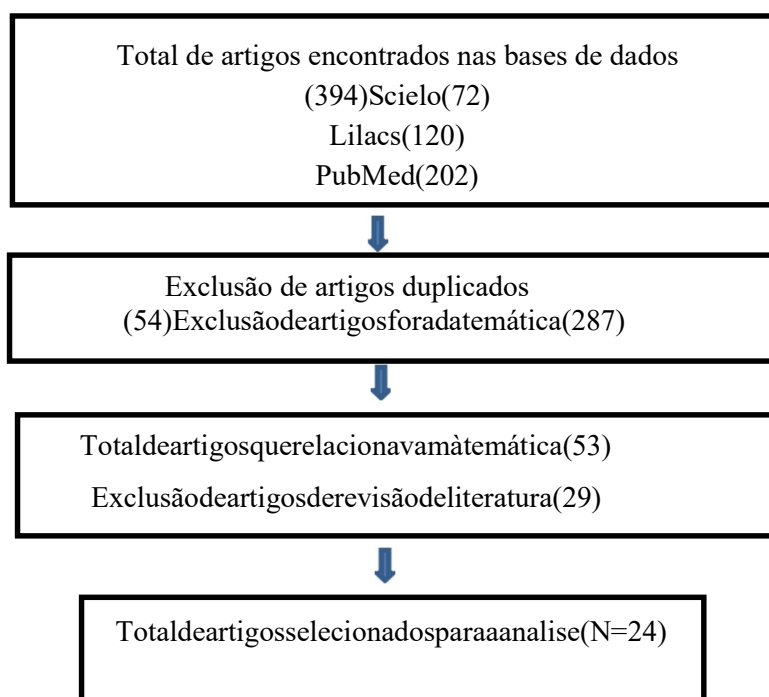 Total de artigos encontrados nas bases de dados
(394)Scielo(72)
Lilacs(120)
PubMed(202)
Exclusão de artigos duplicados
(54)Exclusãodeartigosforadatemática(287)
Totaldeartigosquerelacionavamàtemática(53)
Exclusãodeartigosderevisãodeliteratura(29)
Totaldeartigosselecionadosparaaanalise(N=24)